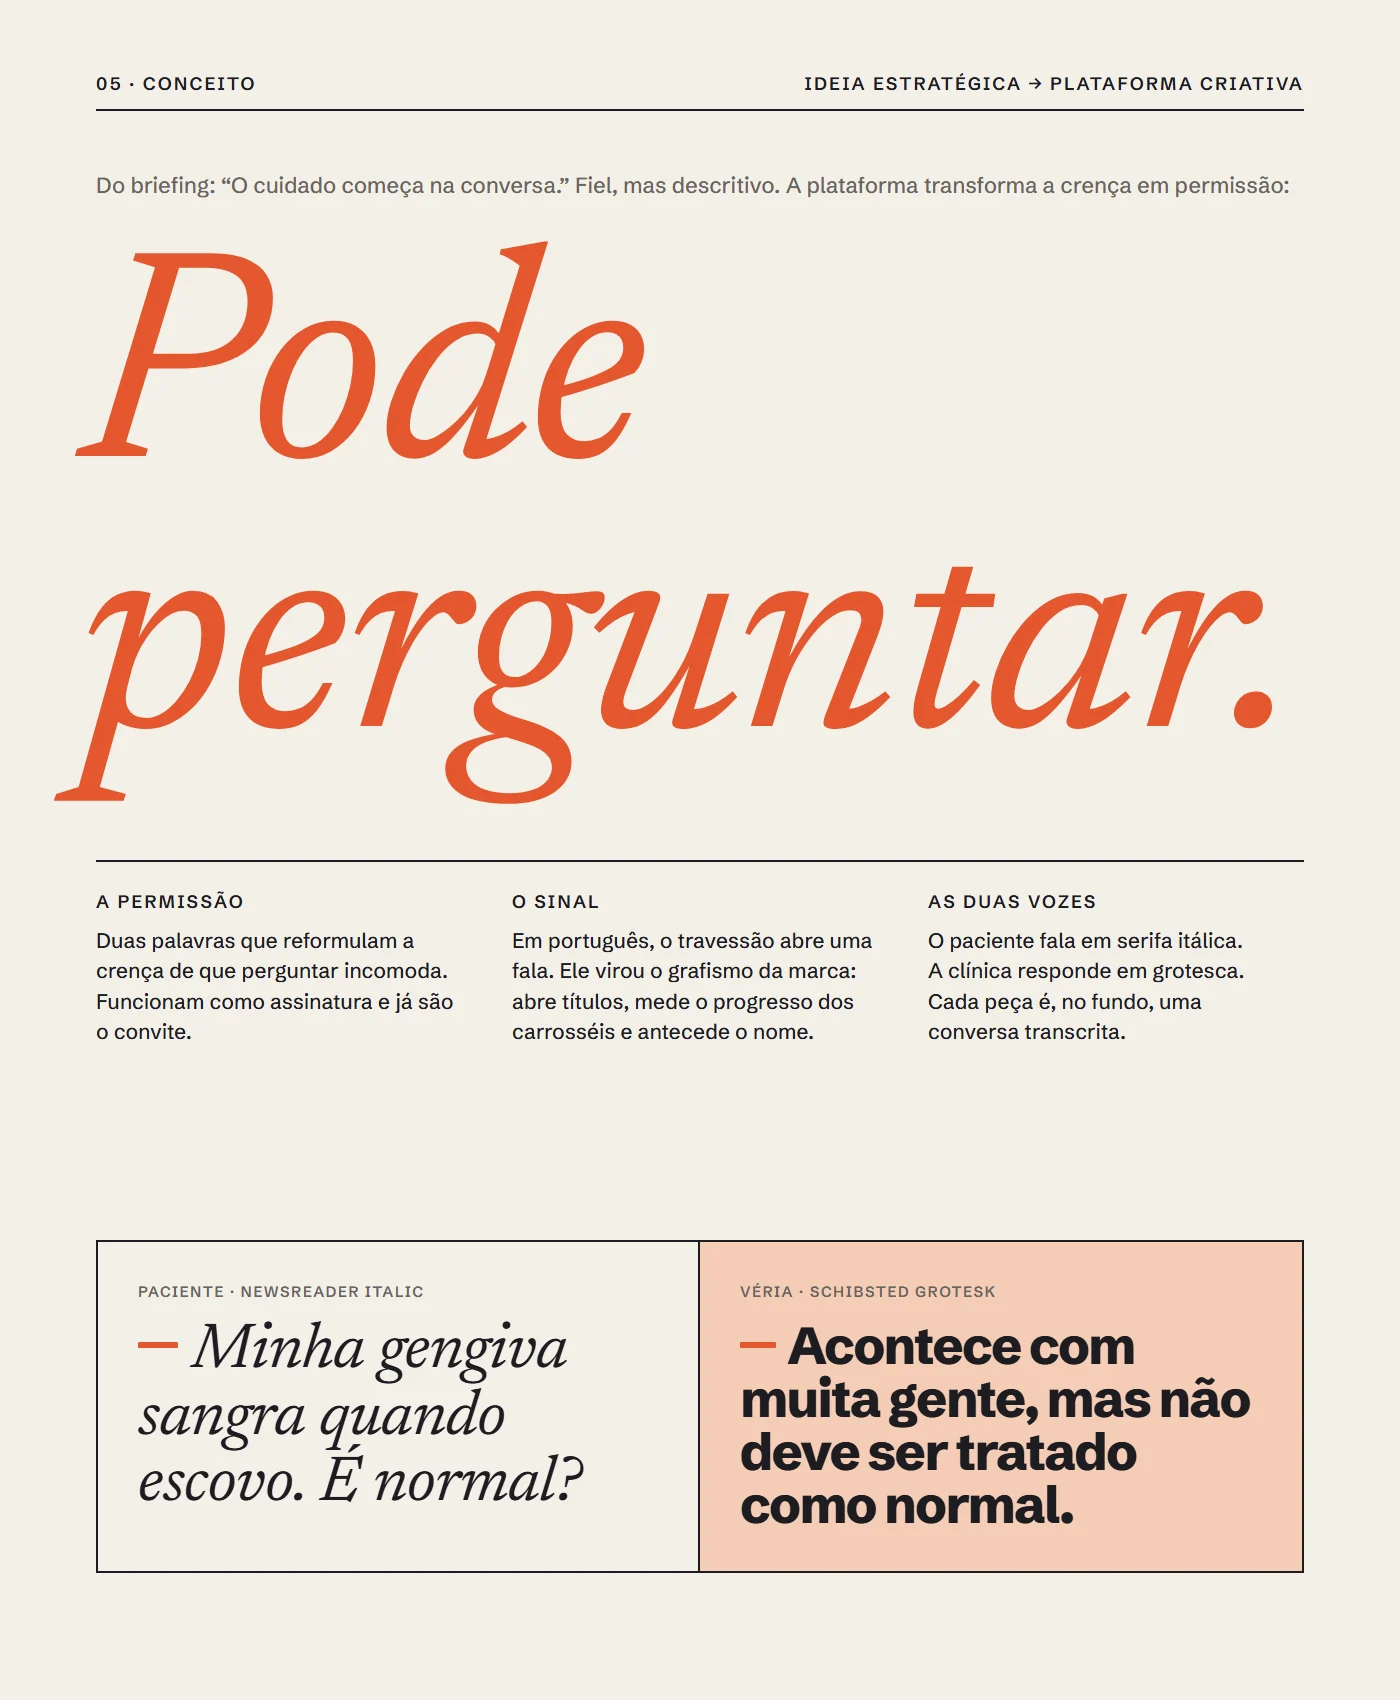 05 · CONCEITO
IDEIA ESTRATÉGICA → PLATAFORMA CRIATIVA
Do briefing: “O cuidado começa na conversa.” Fiel, mas descritivo. A plataforma transforma a crença em permissão:
Pode
perguntar.
A PERMISSÃO
Duas palavras que reformulam a
crença de que perguntar incomoda.
Funcionam como assinatura e já são
o convite.
O SINAL
Em português, o travessão abre uma
fala. Ele virou o grafismo da marca:
abre títulos, mede o progresso dos
carrosséis e antecede o nome.
AS DUAS VOZES
O paciente fala em serifa itálica.
A clínica responde em grotesca.
Cada peça é, no fundo, uma
conversa transcrita.
PACIENTE · NEWSREADER ITALIC
— Minha gengiva
sangra quando
escovo. É normal?
VÉRIA · SCHIBSTED GROTESK
— Acontece com
muita gente, mas não
deve ser tratado
como normal.